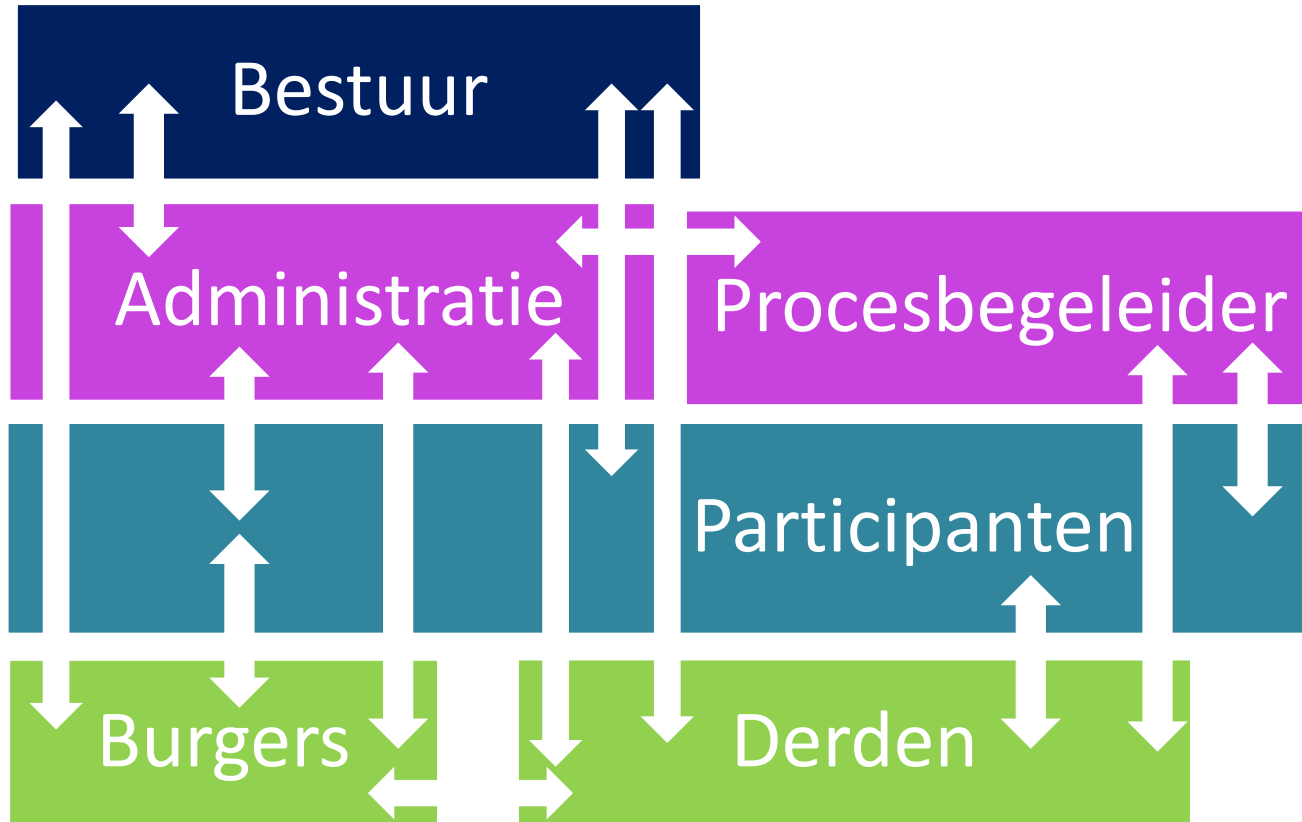 Bestuur
Administratie
Procesbegeleider
Participanten
Burgers
Derden